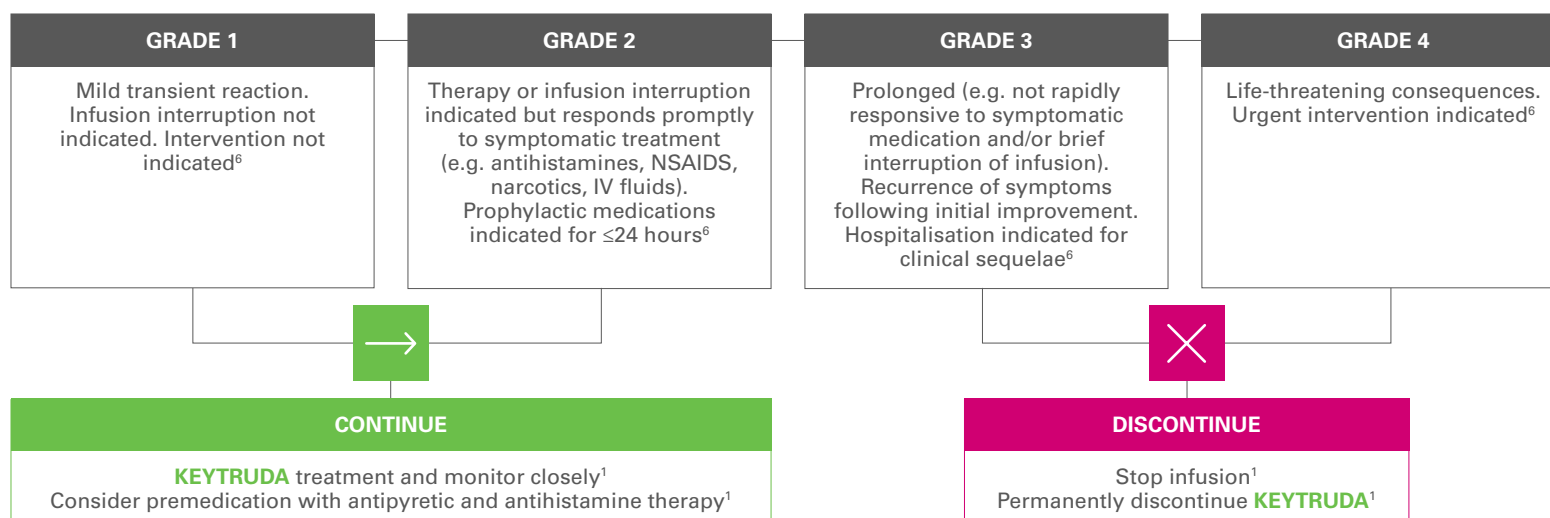 GRADE 1
Mild transient reaction.
Infusion interruption not
indicated. Intervention not
indicated⁶
GRADE 2
Therapy or infusion interruption
indicated but responds promptly
to symptomatic treatment
(e.g. antihistamines, NSAIDS,
narcotics, IV fluids).
Prophylactic medications
indicated for ≤24 hours⁶
GRADE 3
Prolonged (e.g. not rapidly
responsive to symptomatic
medication and/or brief
interruption of infusion).
Recurrence of symptoms
following initial improvement.
Hospitalisation indicated for
clinical sequelae⁶
GRADE 4
Life-threatening consequences.
Urgent intervention indicated⁶
CONTINUE
KEYTRUDA treatment and monitor closely¹
Consider premedication with antipyretic and antihistamine therapy¹
DISCONTINUE
Stop infusion¹
Permanently discontinue KEYTRUDA¹